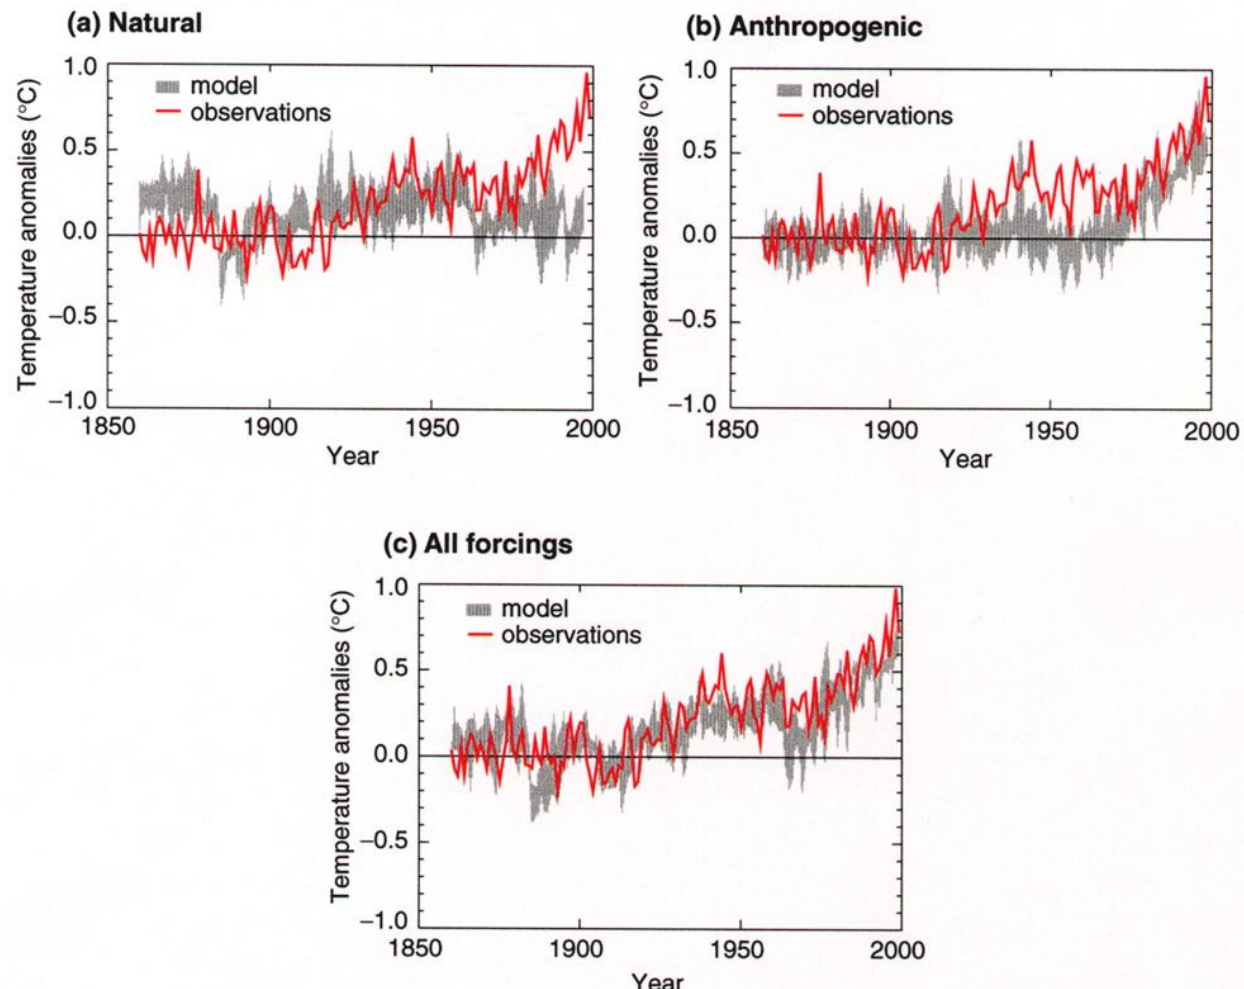 (a) Natural
Temperature anomalies (°C)
1.0
0.5
0.0
−0.5
−1.0
model
observations
1850
1900
1950
2000
Year
(b) Anthropogenic
Temperature anomalies (°C)
1.0
0.5
0.0
−0.5
−1.0
model
observations
1850
1900
1950
2000
Year
(c) All forcings
Temperature anomalies (°C)
1.0
0.5
0.0
−0.5
−1.0
model
observations
1850
1900
1950
2000
Year